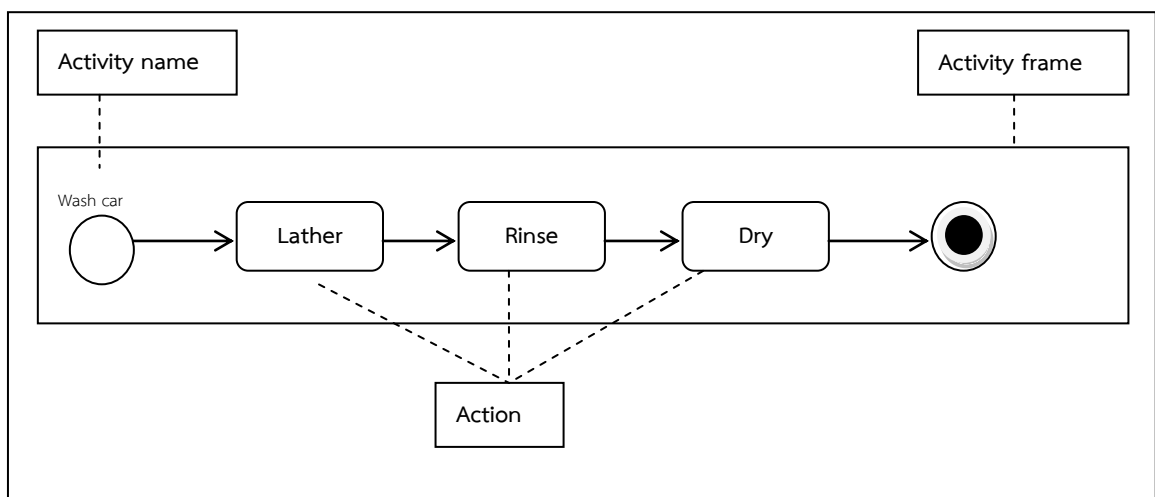 Activity name
Activity frame
Wash car
Lather
Rinse
Dry
Action